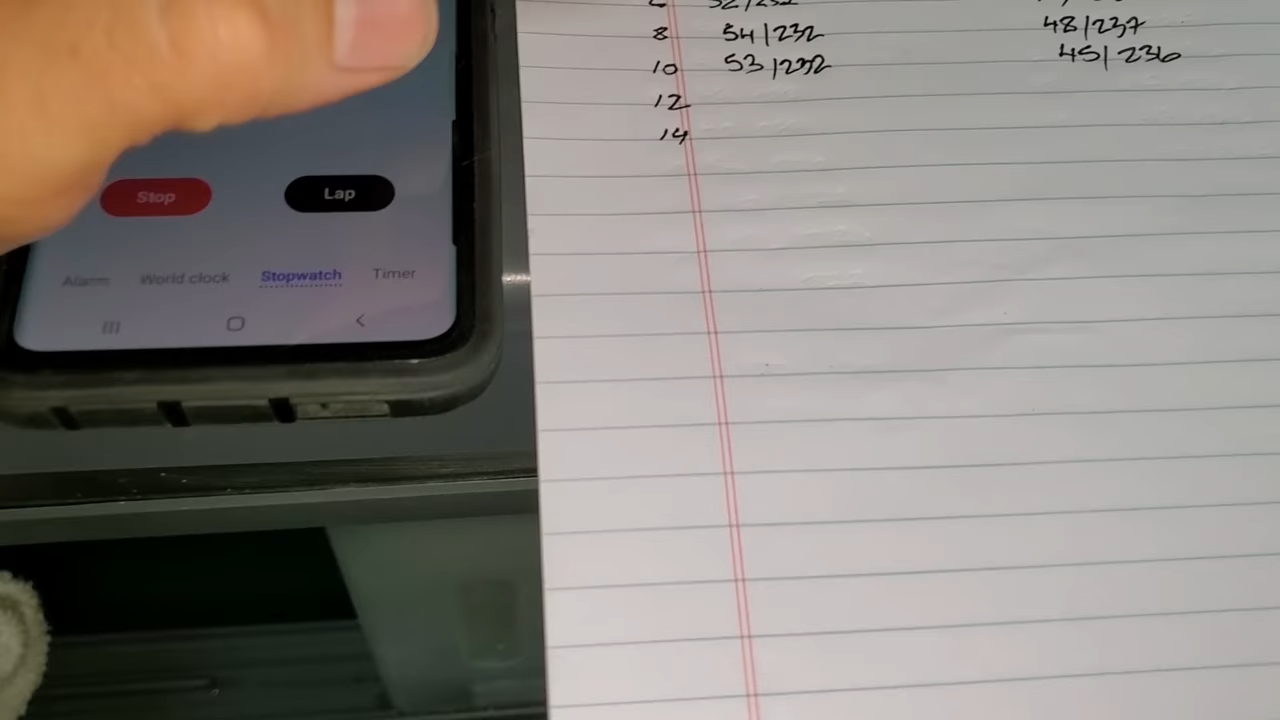 8 54/232 48/237
10 53/232 45/236
12
14
Stop Lap
Alarm World clock Stopwatch Timer